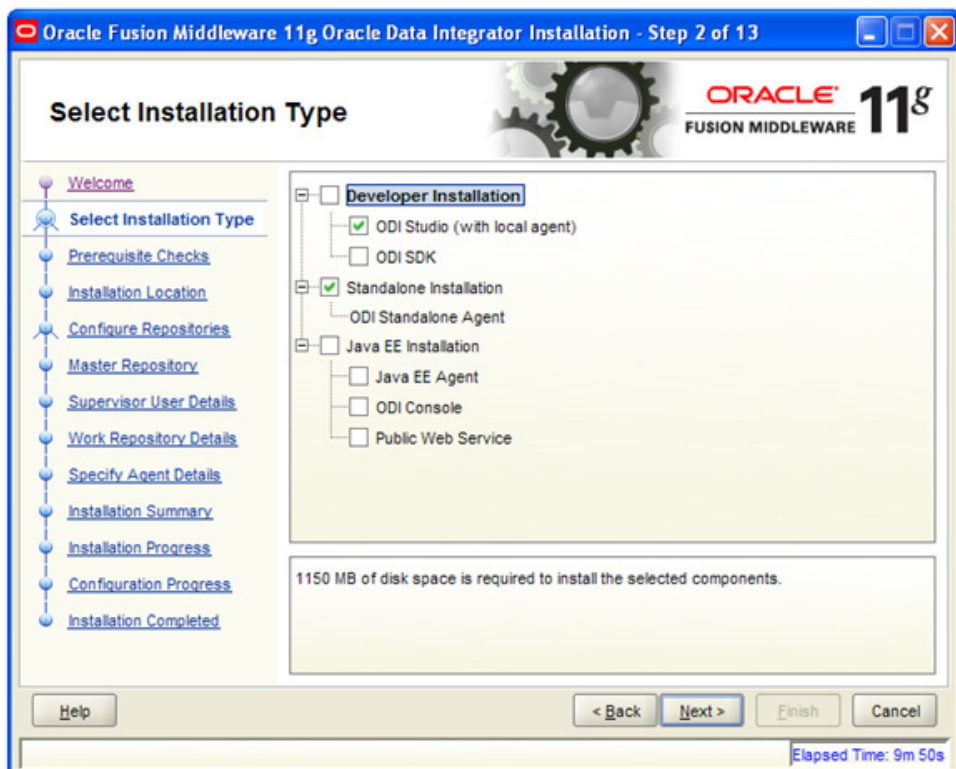 Oracle Fusion Middleware 11g Oracle Data Integrator Installation - Step 2 of 13
Select Installation Type
ORACLE
FUSION MIDDLEWARE
11g
Welcome
Select Installation Type
Prerequisite Checks
Installation Location
Configure Repositories
Master Repository
Supervisor User Details
Work Repository Details
Specify Agent Details
Installation Summary
Installation Progress
Configuration Progress
Installation Completed
Developer Installation
ODI Studio (with local agent)
ODI SDK
Standalone Installation
ODI Standalone Agent
Java EE Installation
Java EE Agent
ODI Console
Public Web Service
1150 MB of disk space is required to install the selected components.
Help
< Back
Next >
Finish
Cancel
Elapsed Time: 9m 50s